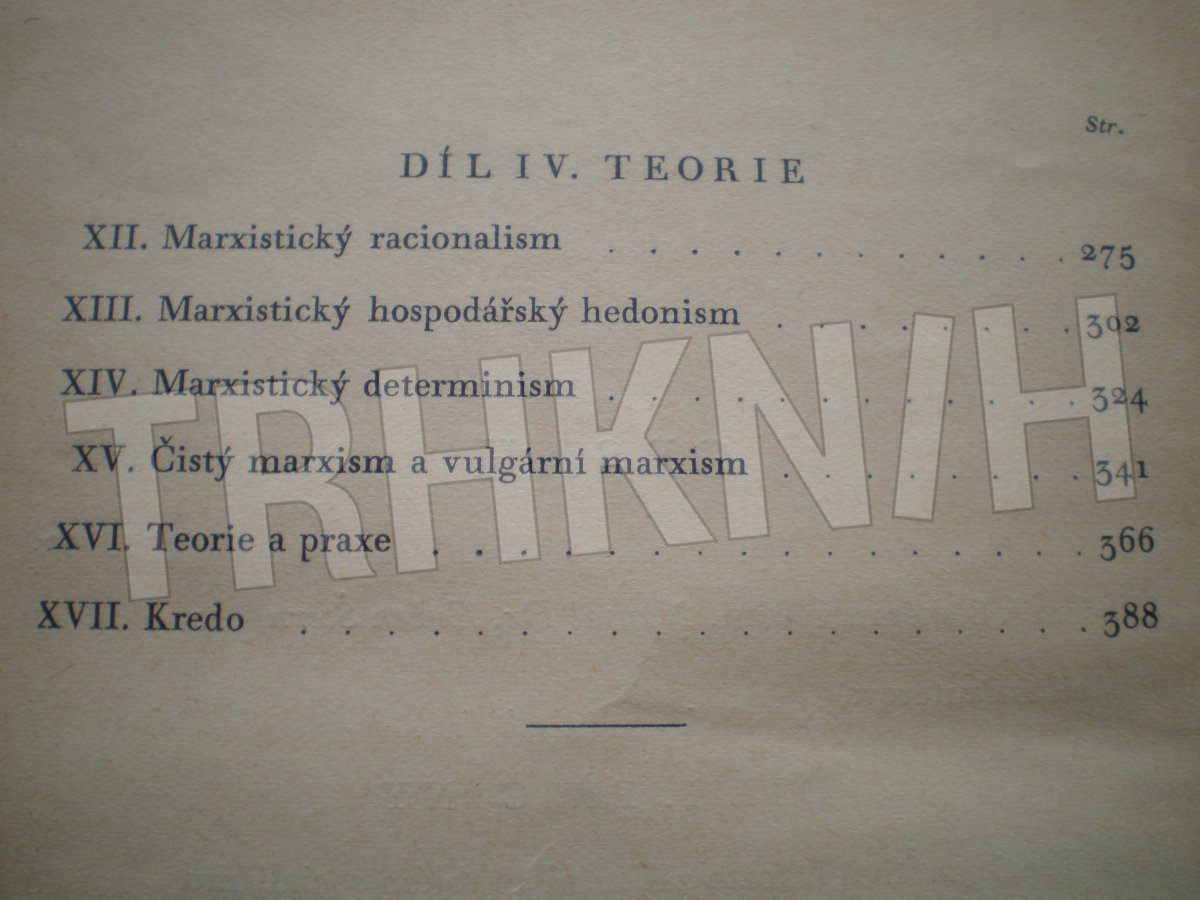 Str.
DÍL IV. TEORIE
XII. Marxistický racionalism . . . . . . . . . . . 275
XIII. Marxistický hospodářský hedonism . . . . . . . . 302
XIV. Marxistický determinism . . . . . . . . . . . . 324
XV. Čistý marxism a vulgární marxism . . . . . . . . 341
XVI. Teorie a praxe . . . . . . . . . . . . . . . . 366
XVII. Kredo . . . . . . . . . . . . . . . . . . . 388
TRHKNIH